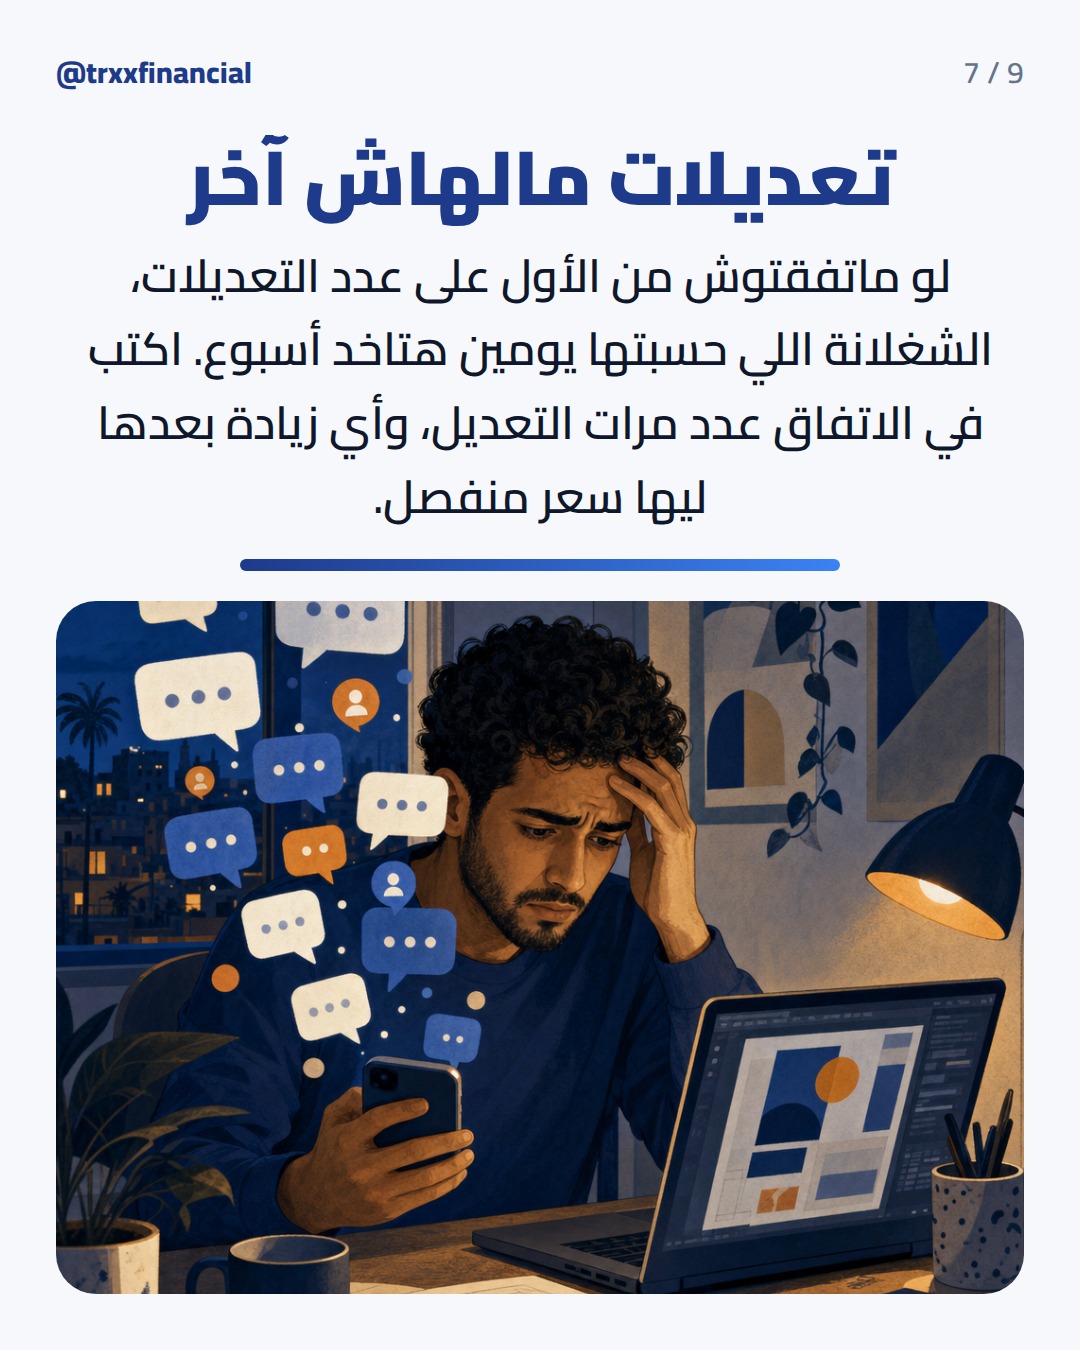 @trxxfinancial
7 / 9
تعديلات مالهاش آخر
لو ماتفقتوش من الأول على عدد التعديلات،
الشغلانة اللي حسبتها يومين هتاخد أسبوع. اكتب
في الاتفاق عدد مرات التعديل، وأي زيادة بعدها
ليها سعر منفصل.